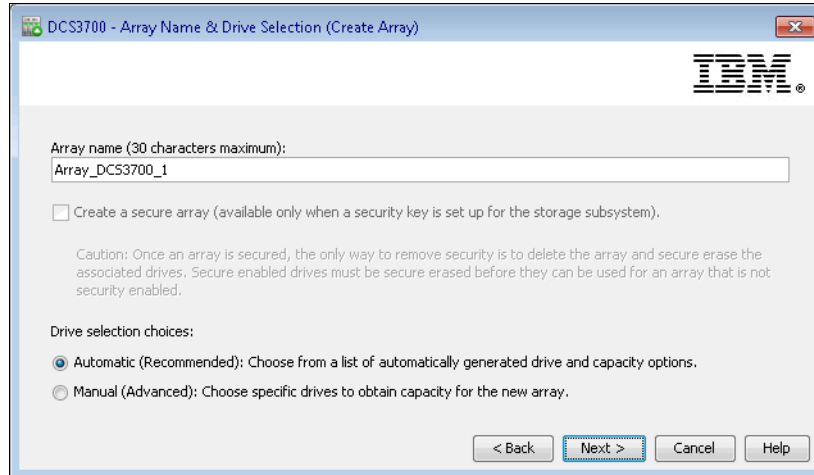 DCS3700 - Array Name & Drive Selection (Create Array)
IBM®
Array name (30 characters maximum):
Array_DCS3700_1
Create a secure array (available only when a security key is set up for the storage subsystem).
Caution: Once an array is secured, the only way to remove security is to delete the array and secure erase the
associated drives. Secure enabled drives must be secure erased before they can be used for an array that is not
security enabled.
Drive selection choices:
Automatic (Recommended): Choose from a list of automatically generated drive and capacity options.
Manual (Advanced): Choose specific drives to obtain capacity for the new array.
< Back Next > Cancel Help